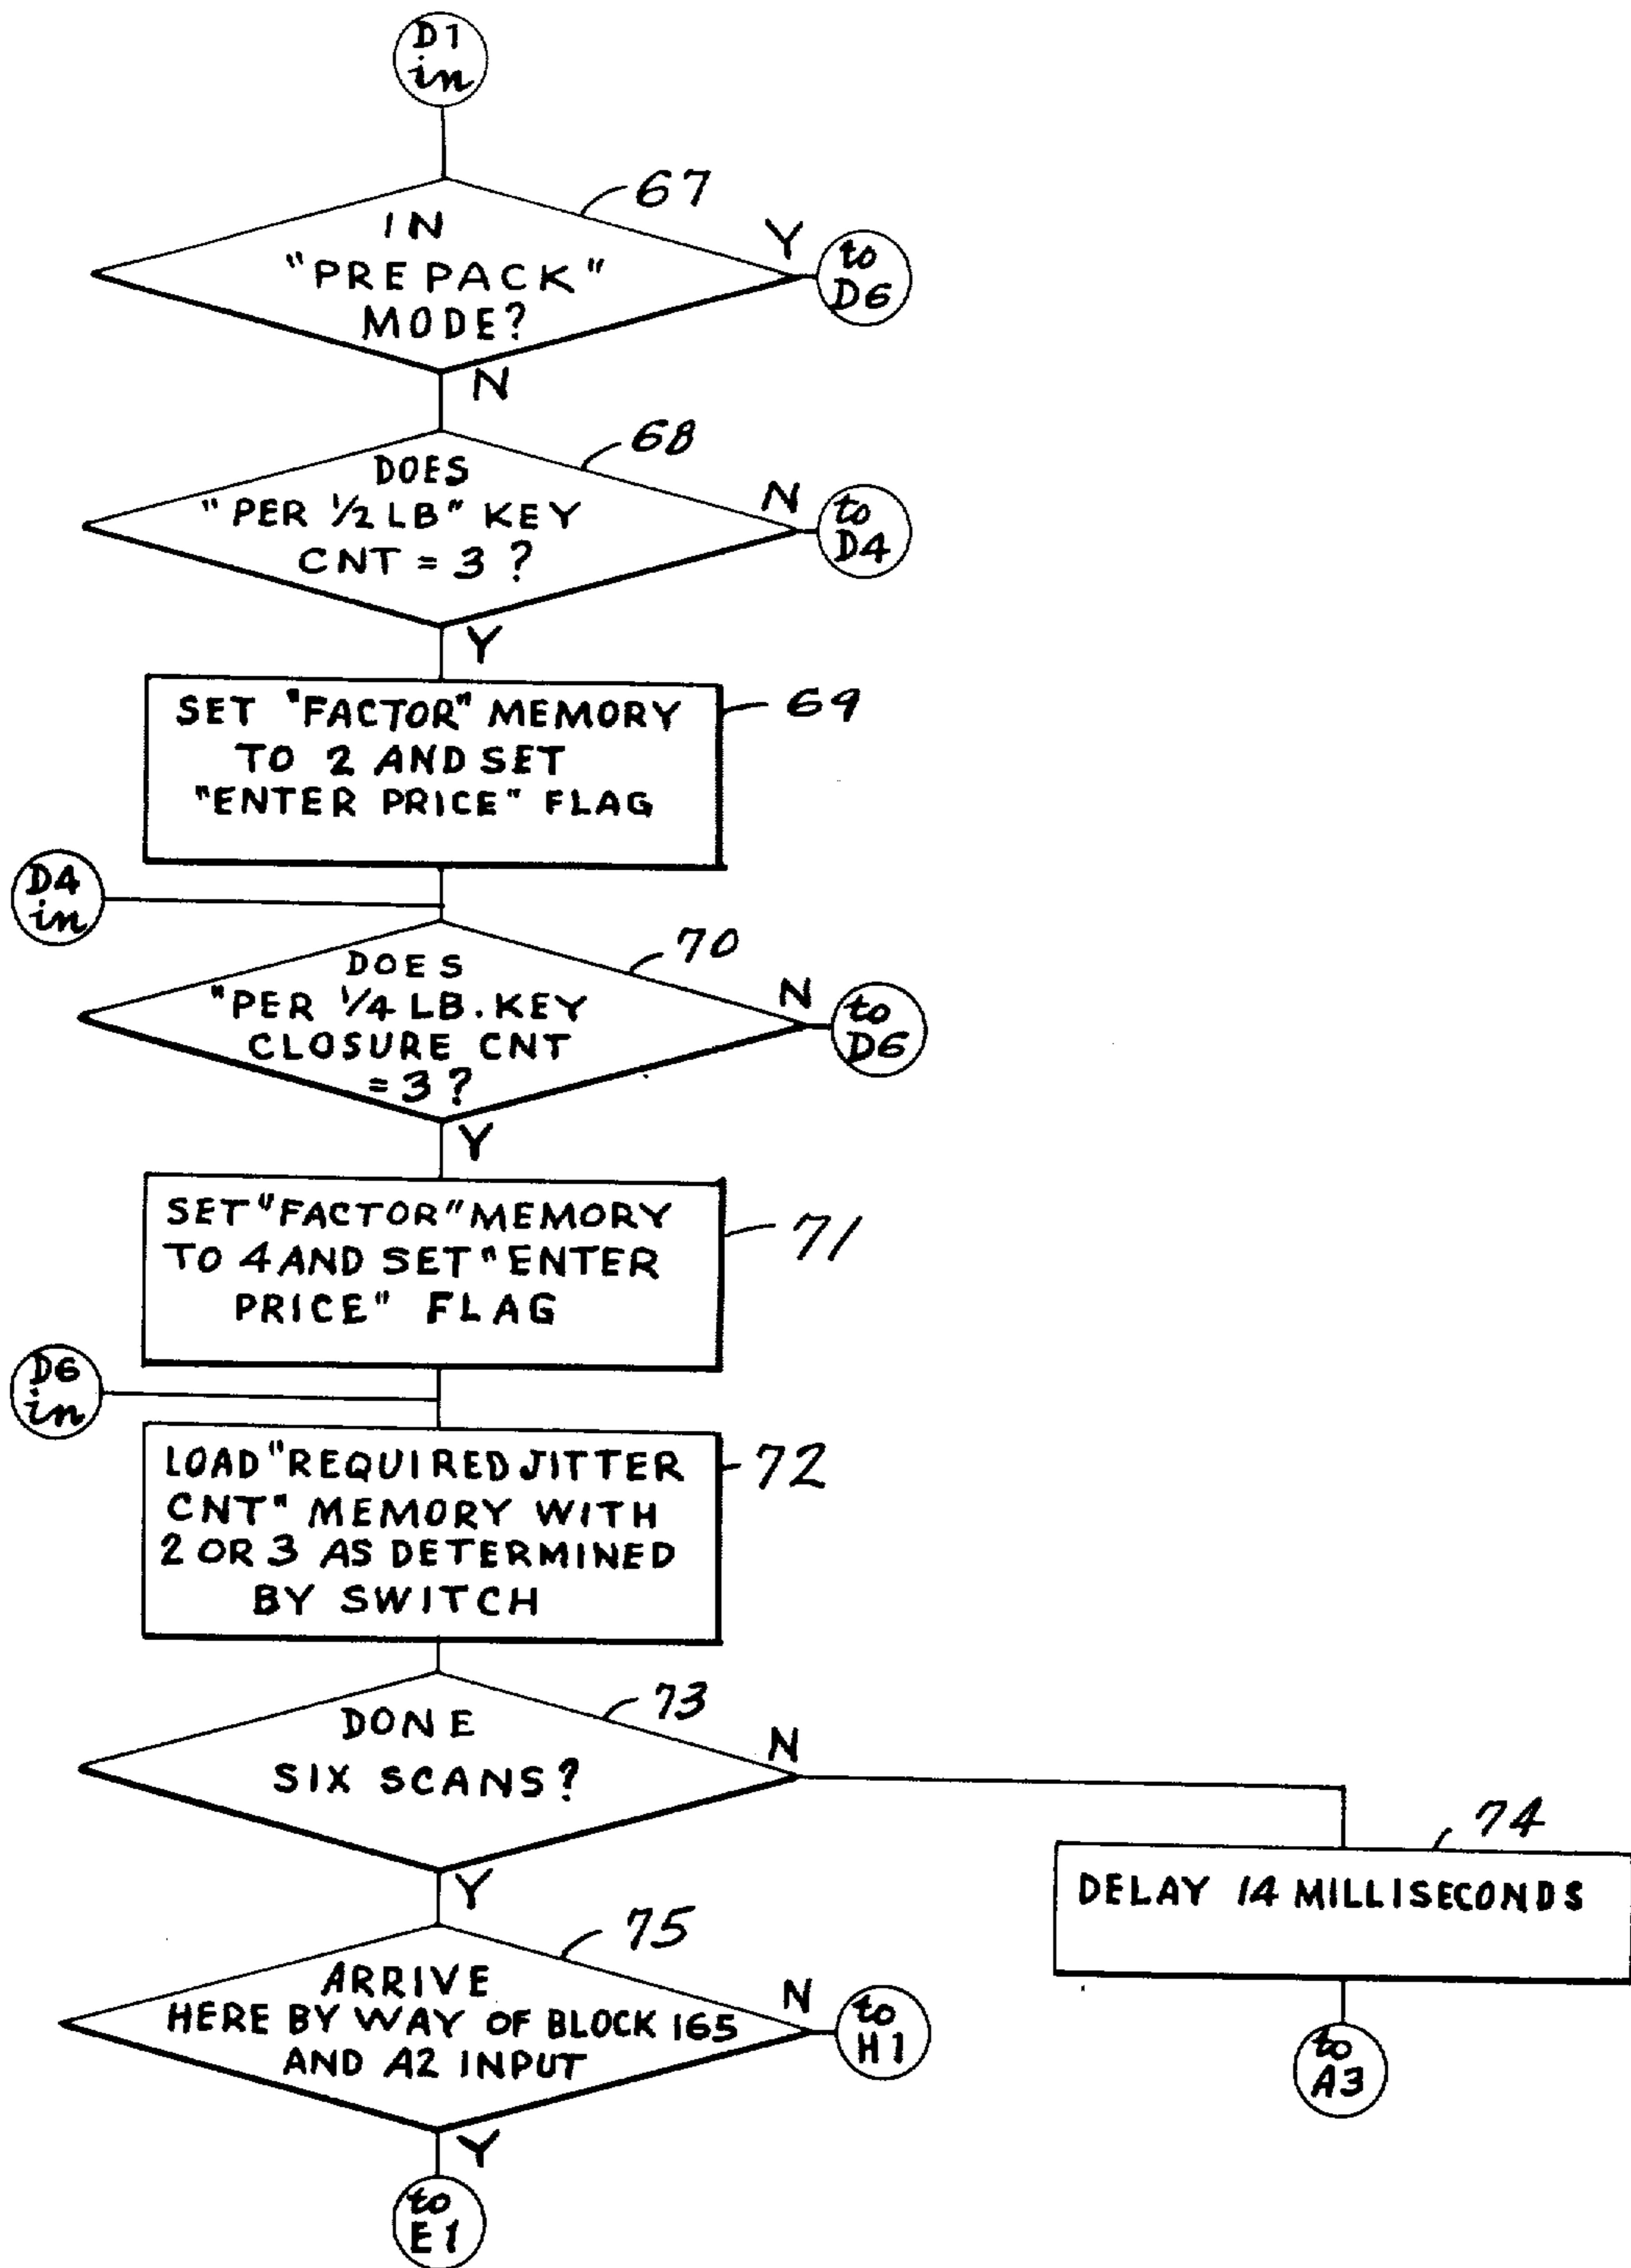 D1
in
67
IN
"PREPACK"
MODE?
Y
to
D6
N
68
DOES
"PER ½ LB" KEY
CNT = 3 ?
N
to
D4
Y
69
SET "FACTOR" MEMORY
TO 2 AND SET
"ENTER PRICE" FLAG
D4
in
70
DOES
"PER ¼ LB. KEY
CLOSURE CNT
= 3 ?
N
to
D6
Y
71
SET "FACTOR" MEMORY
TO 4 AND SET "ENTER
PRICE" FLAG
D6
in
72
LOAD "REQUIRED JITTER
CNT" MEMORY WITH
2 OR 3 AS DETERMINED
BY SWITCH
73
DONE
SIX SCANS?
N
74
DELAY 14 MILLISECONDS
to
A3
Y
75
ARRIVE
HERE BY WAY OF BLOCK 165
AND A2 INPUT
N
to
H1
Y
to
E1